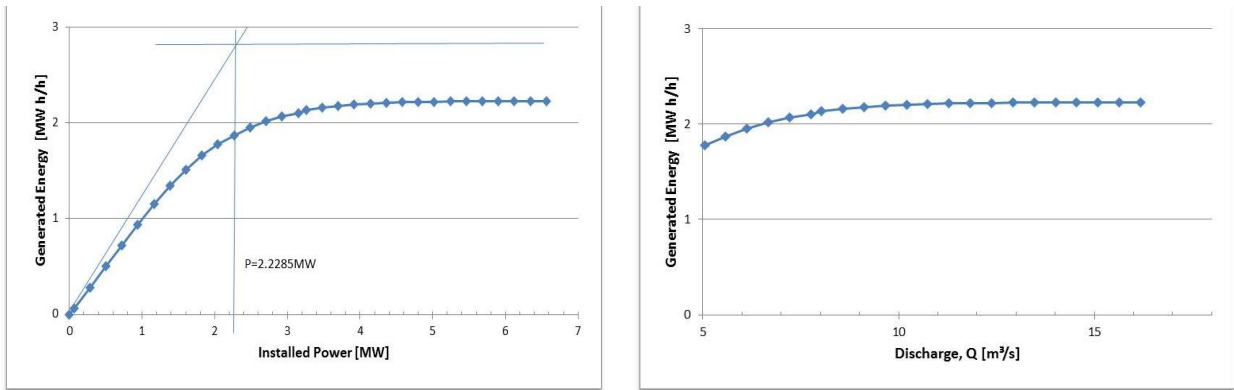 Generated Energy [MW h/h]
3
2
1
0
P=2.2285MW
0 1 2 3 4 5 6 7
Installed Power [MW]
Generated Energy [MW h/h]
3
2
1
0
5 10 15
Discharge, Q [m³/s]